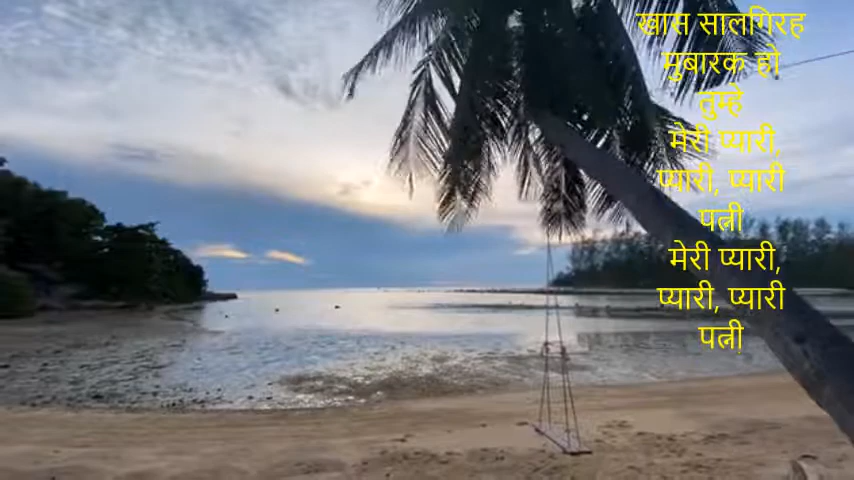 खास सालगिरह
मुबारक हो
तुम्हे
मेरी प्यारी,
प्यारी, प्यारी
पत्नी
मेरी प्यारी,
प्यारी, प्यारी
पत्नी